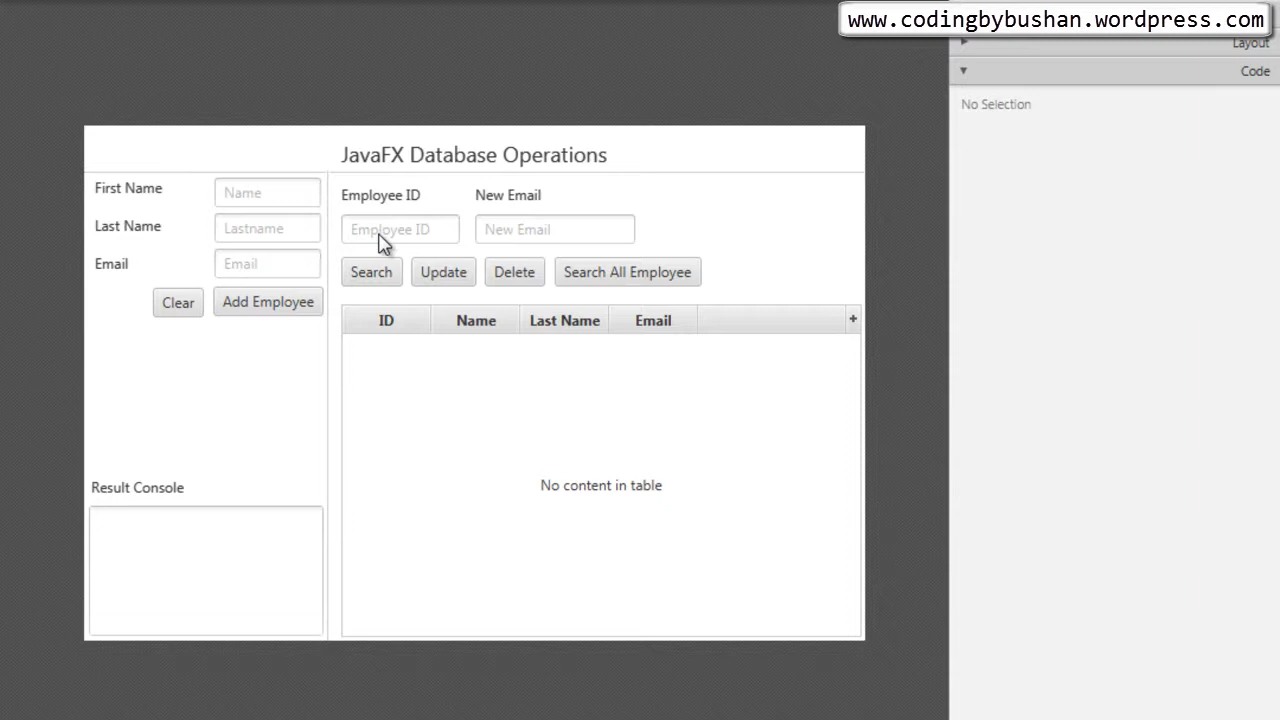 www.codingbybushan.wordpress.com
Layout
Code
No Selection
JavaFX Database Operations
First Name
Name
Last Name
Lastname
Email
Email
Clear
Add Employee
Employee ID
New Email
Employee ID
New Email
Search
Update
Delete
Search All Employee
ID
Name
Last Name
Email
+
No content in table
Result Console